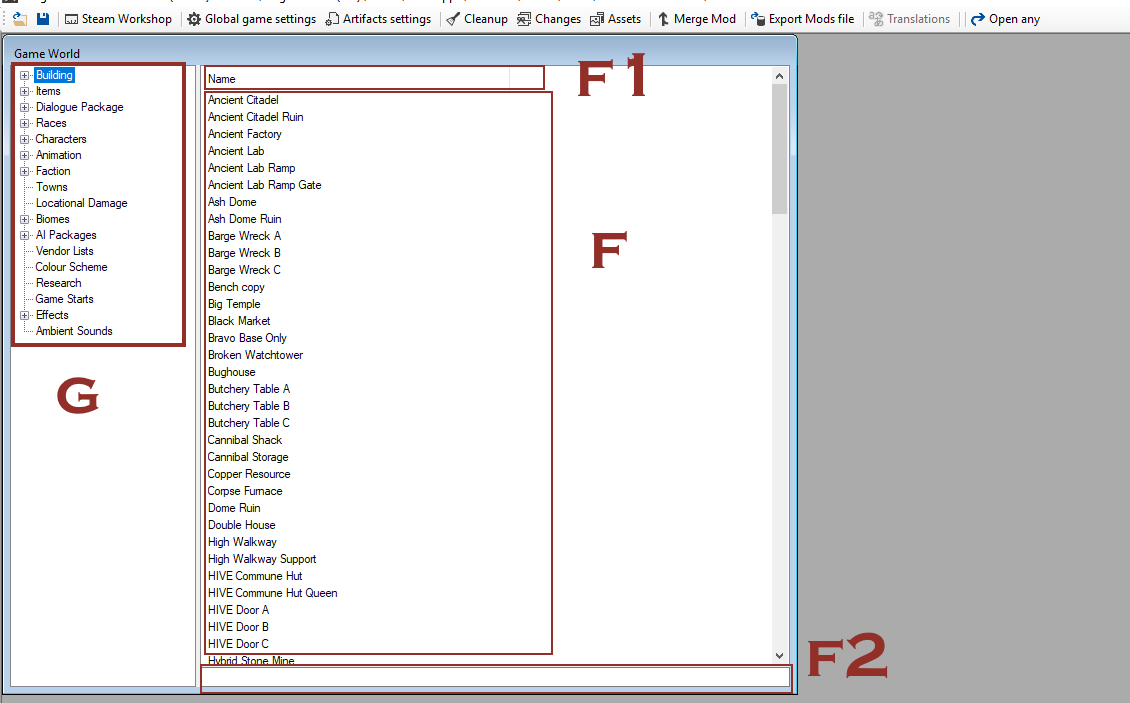 Steam Workshop Global game settings Artifacts settings Cleanup Changes Assets Merge Mod Export Mods file Translations Open any
Game World
Building
Items
Dialogue Package
Races
Characters
Animation
Faction
Towns
Locational Damage
Biomes
AI Packages
Vendor Lists
Colour Scheme
Research
Game Starts
Effects
Ambient Sounds
G
Name
F1
Ancient Citadel
Ancient Citadel Ruin
Ancient Factory
Ancient Lab
Ancient Lab Ramp
Ancient Lab Ramp Gate
Ash Dome
Ash Dome Ruin
Barge Wreck A
Barge Wreck B
Barge Wreck C
Bench copy
Big Temple
Black Market
Bravo Base Only
Broken Watchtower
Bughouse
Butchery Table A
Butchery Table B
Butchery Table C
Cannibal Shack
Cannibal Storage
Copper Resource
Corpse Furnace
Dome Ruin
Double House
High Walkway
High Walkway Support
HIVE Commune Hut
HIVE Commune Hut Queen
HIVE Door A
HIVE Door B
HIVE Door C
Hybrid Stone Mine
F
F2